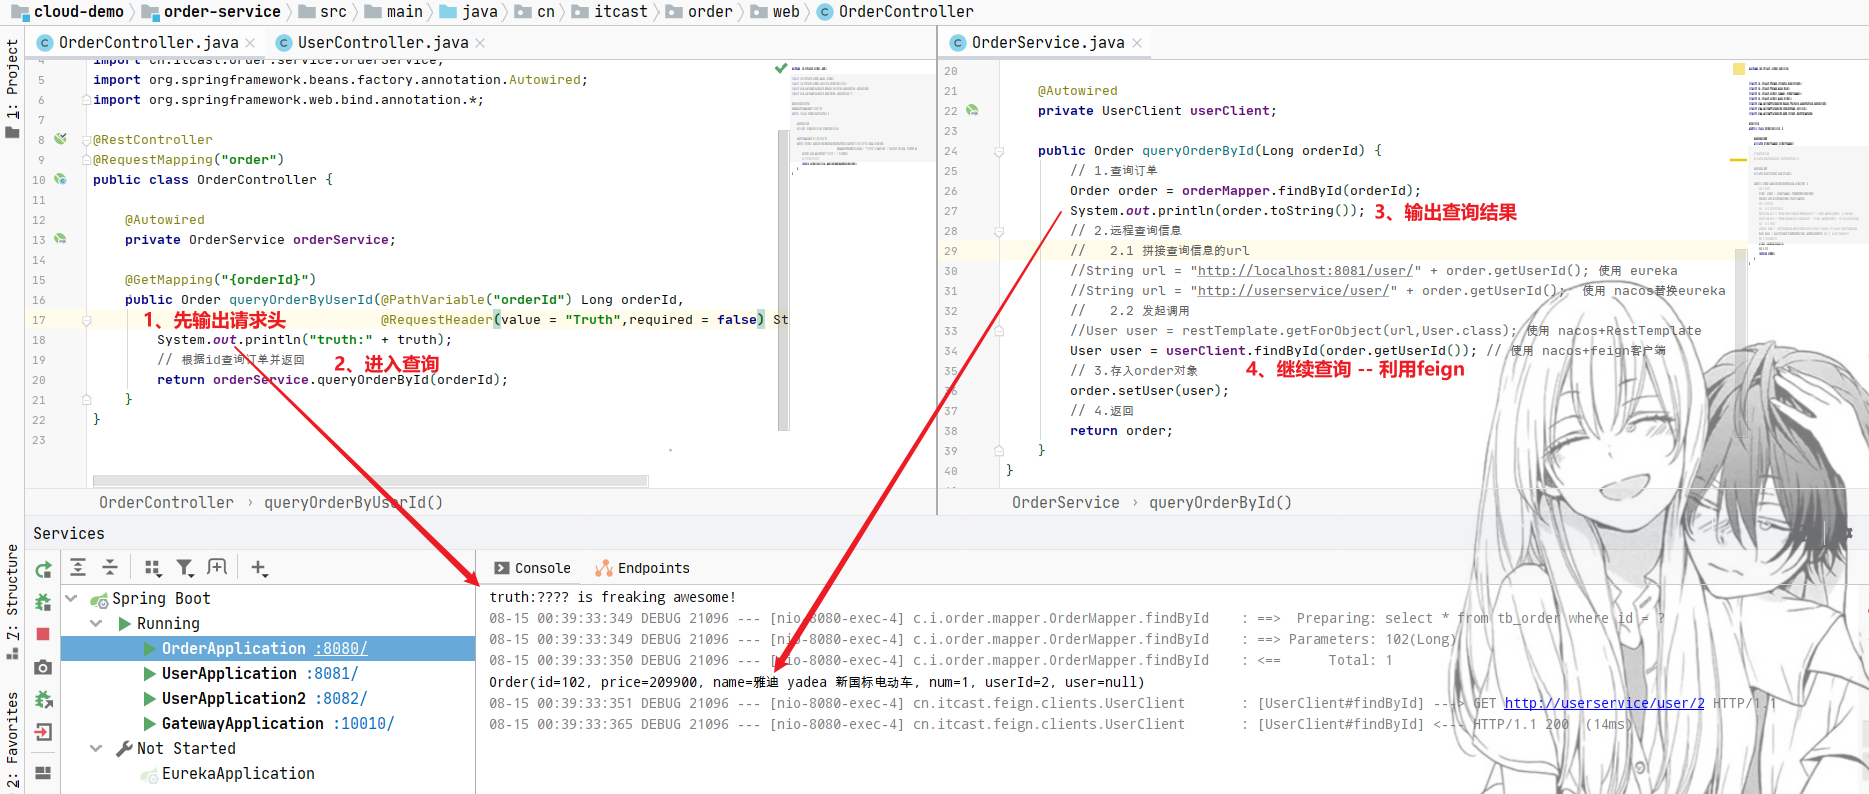 cloud-demo order-service src main java cn itcast order web OrderController
1: Project
OrderController.java UserController.java
4 import cn.itcast.order.service.OrderService;
5 import org.springframework.beans.factory.annotation.Autowired;
6 import org.springframework.web.bind.annotation.*;
7
8 @RestController
9 @RequestMapping("order")
10 public class OrderController {
11
12 @Autowired
13 private OrderService orderService;
14
15 @GetMapping("{orderId}")
16 public Order queryOrderByUserId(@PathVariable("orderId") Long orderId,
17 1、先输出请求头 @RequestHeader(value = "Truth",required = false) St
18 System.out.println("truth:" + truth);
19 // 根据id查询订单并返回 2、进入查询
20 return orderService.queryOrderById(orderId);
21 }
22 }
23
OrderController › queryOrderByUserId()
OrderService.java
20
21 @Autowired
22 private UserClient userClient;
23
24 public Order queryOrderById(Long orderId) {
25 // 1.查询订单
26 Order order = orderMapper.findById(orderId);
27 System.out.println(order.toString()); 3、输出查询结果
28 // 2.远程查询信息
29 // 2.1 拼接查询信息的url
30 //String url = "http://localhost:8081/user/" + order.getUserId(); 使用 eureka
31 //String url = "http://userservice/user/" + order.getUserId(); 使用 nacos替换eureka
32 // 2.2 发起调用
33 //User user = restTemplate.getForObject(url,User.class); 使用 nacos+RestTemplate
34 User user = userClient.findById(order.getUserId()); // 使用 nacos+feign客户端
35 // 3.存入order对象 4、继续查询 -- 利用feign
36 order.setUser(user);
37 // 4.返回
38 return order;
39 }
40 }
OrderService › queryOrderById()
Services
Z: Structure
2: Favorites
Spring Boot
Running
OrderApplication :8080/
UserApplication :8081/
UserApplication2 :8082/
GatewayApplication :10010/
Not Started
EurekaApplication
Console Endpoints
truth:???? is freaking awesome!
08-15 00:39:33:349 DEBUG 21096 --- [nio-8080-exec-4] c.i.order.mapper.OrderMapper.findById : ==> Preparing: select * from tb_order where id = ?
08-15 00:39:33:349 DEBUG 21096 --- [nio-8080-exec-4] c.i.order.mapper.OrderMapper.findById : ==> Parameters: 102(Long)
08-15 00:39:33:350 DEBUG 21096 --- [nio-8080-exec-4] c.i.order.mapper.OrderMapper.findById : <== Total: 1
Order(id=102, price=209900, name=雅迪 yadea 新国标电动车, num=1, userId=2, user=null)
08-15 00:39:33:351 DEBUG 21096 --- [nio-8080-exec-4] cn.itcast.feign.clients.UserClient : [UserClient#findById] ---> GET http://userservice/user/2 HTTP/1.1
08-15 00:39:33:365 DEBUG 21096 --- [nio-8080-exec-4] cn.itcast.feign.clients.UserClient : [UserClient#findById] <--- HTTP/1.1 200 (14ms)